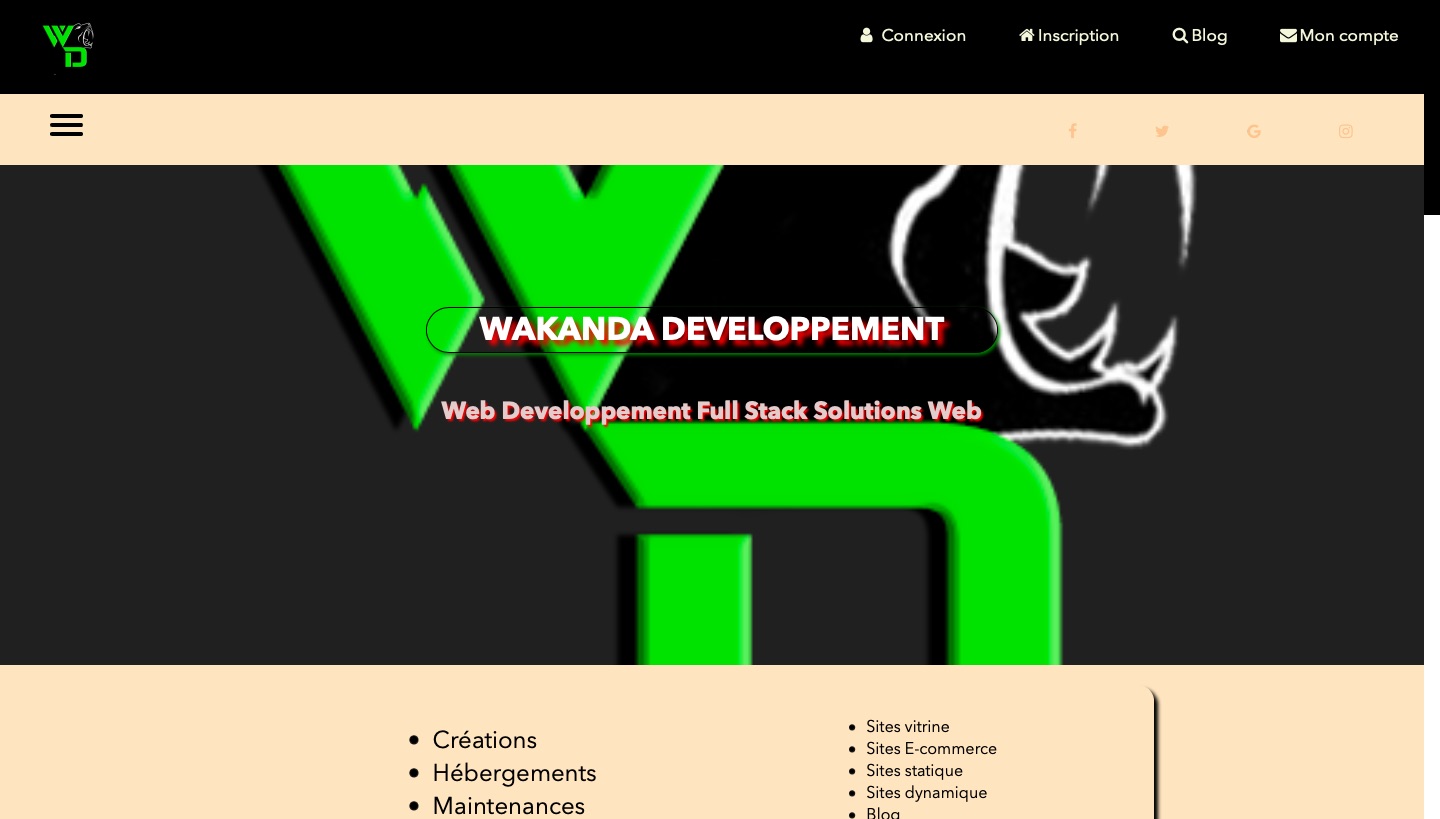 WD
Connexion Inscription Blog Mon compte
WAKANDA DEVELOPPEMENT
Web Developpement Full Stack Solutions Web
Créations
Hébergements
Maintenances
Sites vitrine
Sites E-commerce
Sites statique
Sites dynamique
Blog